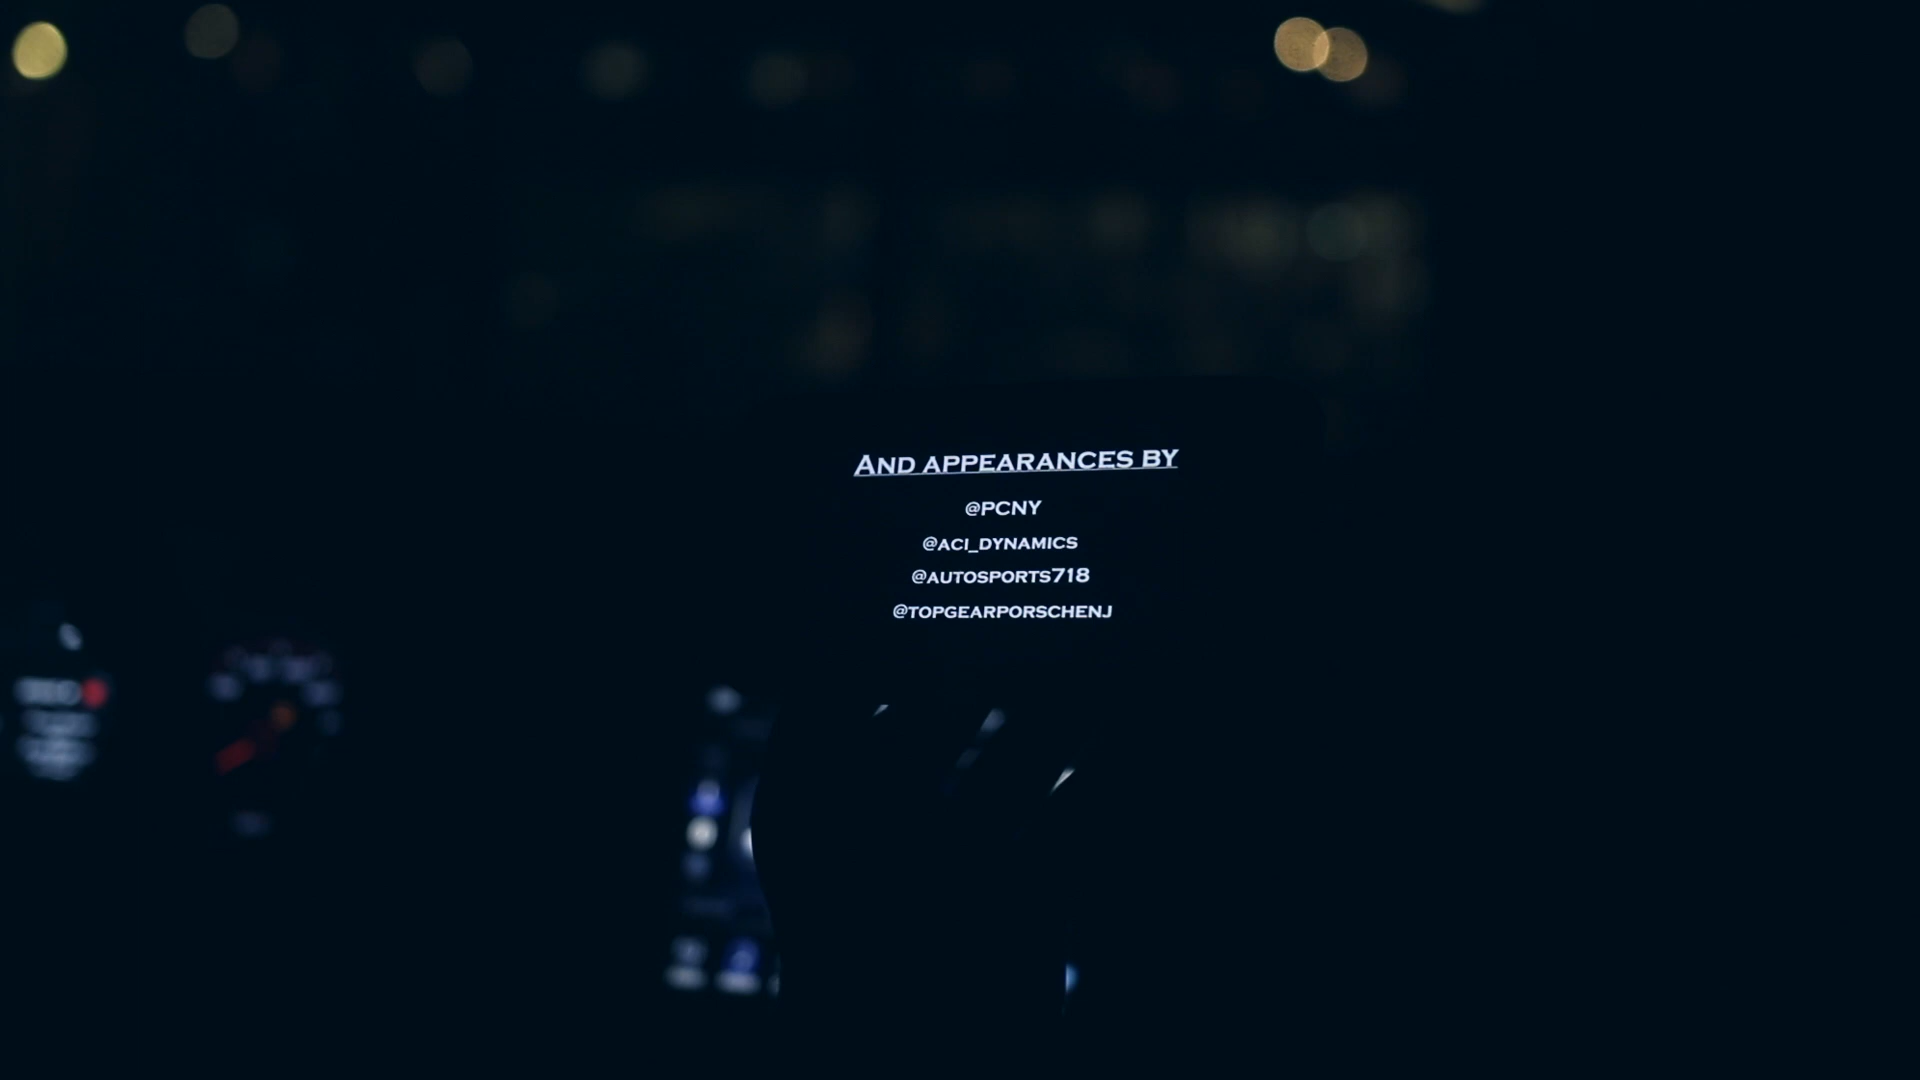 AND APPEARANCES BY
@PCNY
@ACI_DYNAMICS
@AUTOSPORTS718
@TOPGEARPORSCHENJ